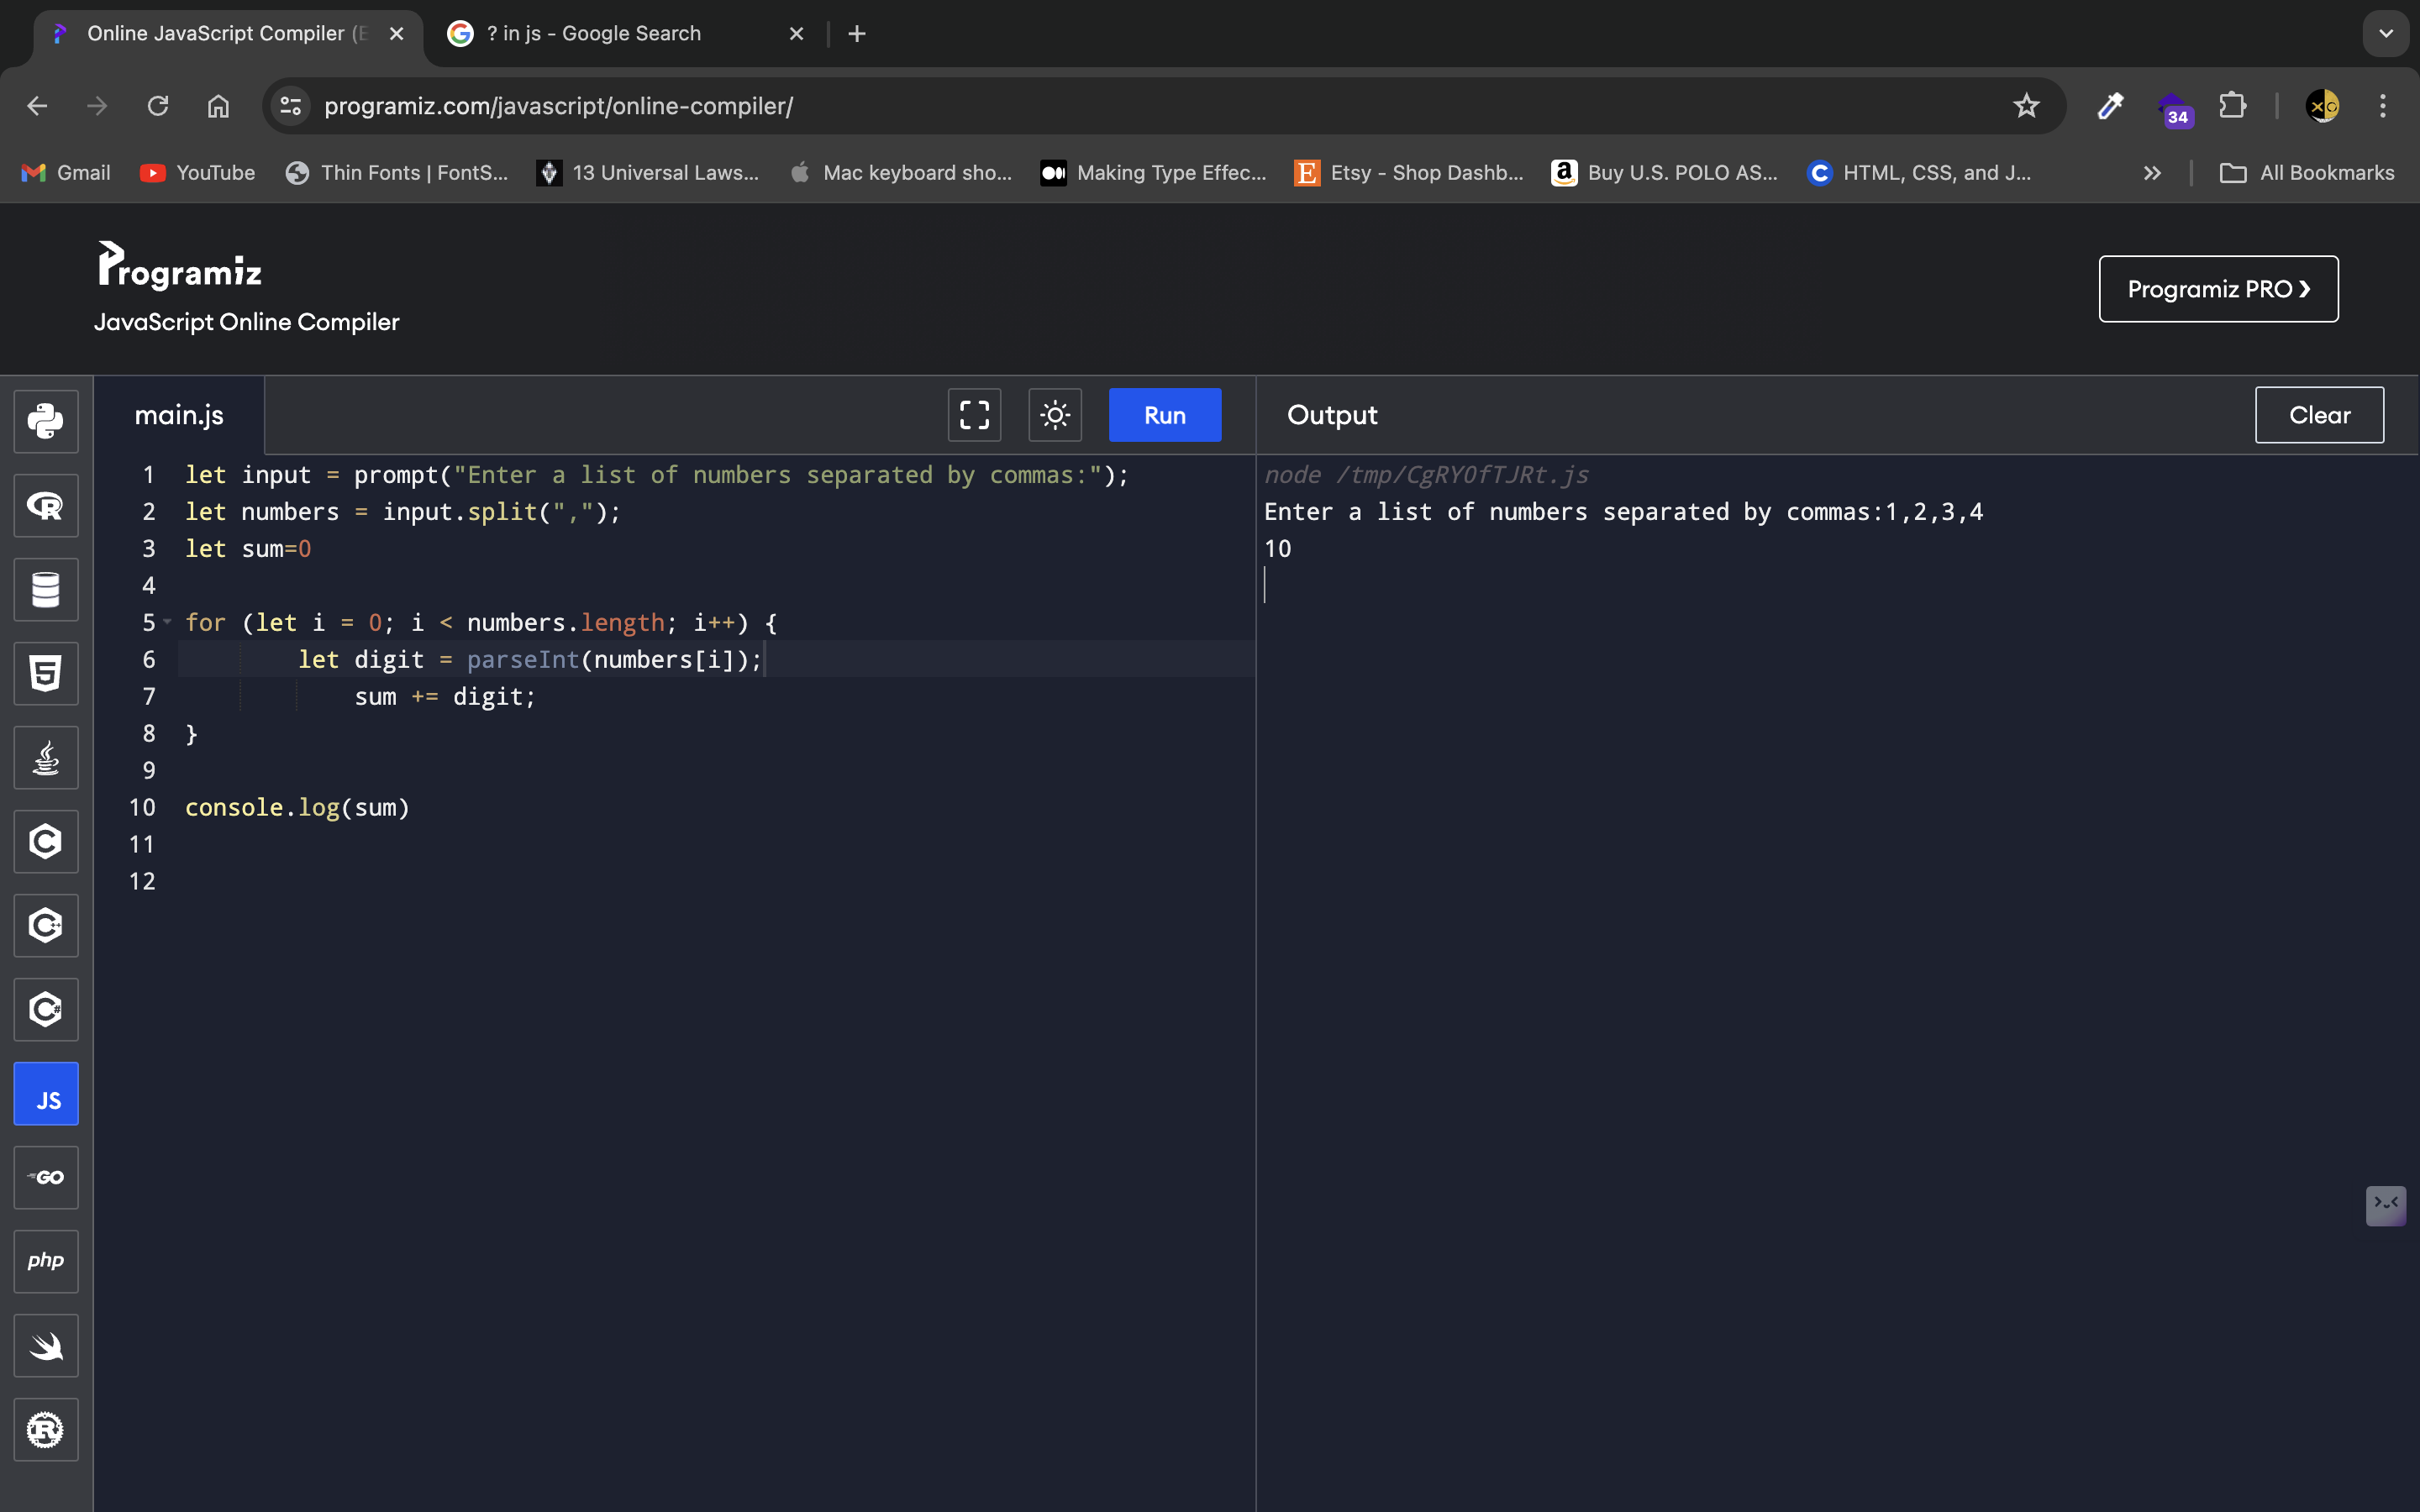 Online JavaScript Compiler (E
? in js - Google Search
programiz.com/javascript/online-compiler/
34
Gmail
YouTube
Thin Fonts | FontS...
13 Universal Laws...
Mac keyboard sho...
Making Type Effec...
Etsy - Shop Dashb...
Buy U.S. POLO AS...
HTML, CSS, and J...
All Bookmarks
Programiz
JavaScript Online Compiler
Programiz PRO ❯
main.js
Run
Output
Clear
1 let input = prompt("Enter a list of numbers separated by commas:");
2 let numbers = input.split(",");
3 let sum=0
4
5 for (let i = 0; i < numbers.length; i++) {
6 let digit = parseInt(numbers[i]);
7 sum += digit;
8 }
9
10 console.log(sum)
11
12
node /tmp/CgRYOfTJRt.js
Enter a list of numbers separated by commas:1,2,3,4
10
R
5
C
C++
C#
JS
GO
php
R